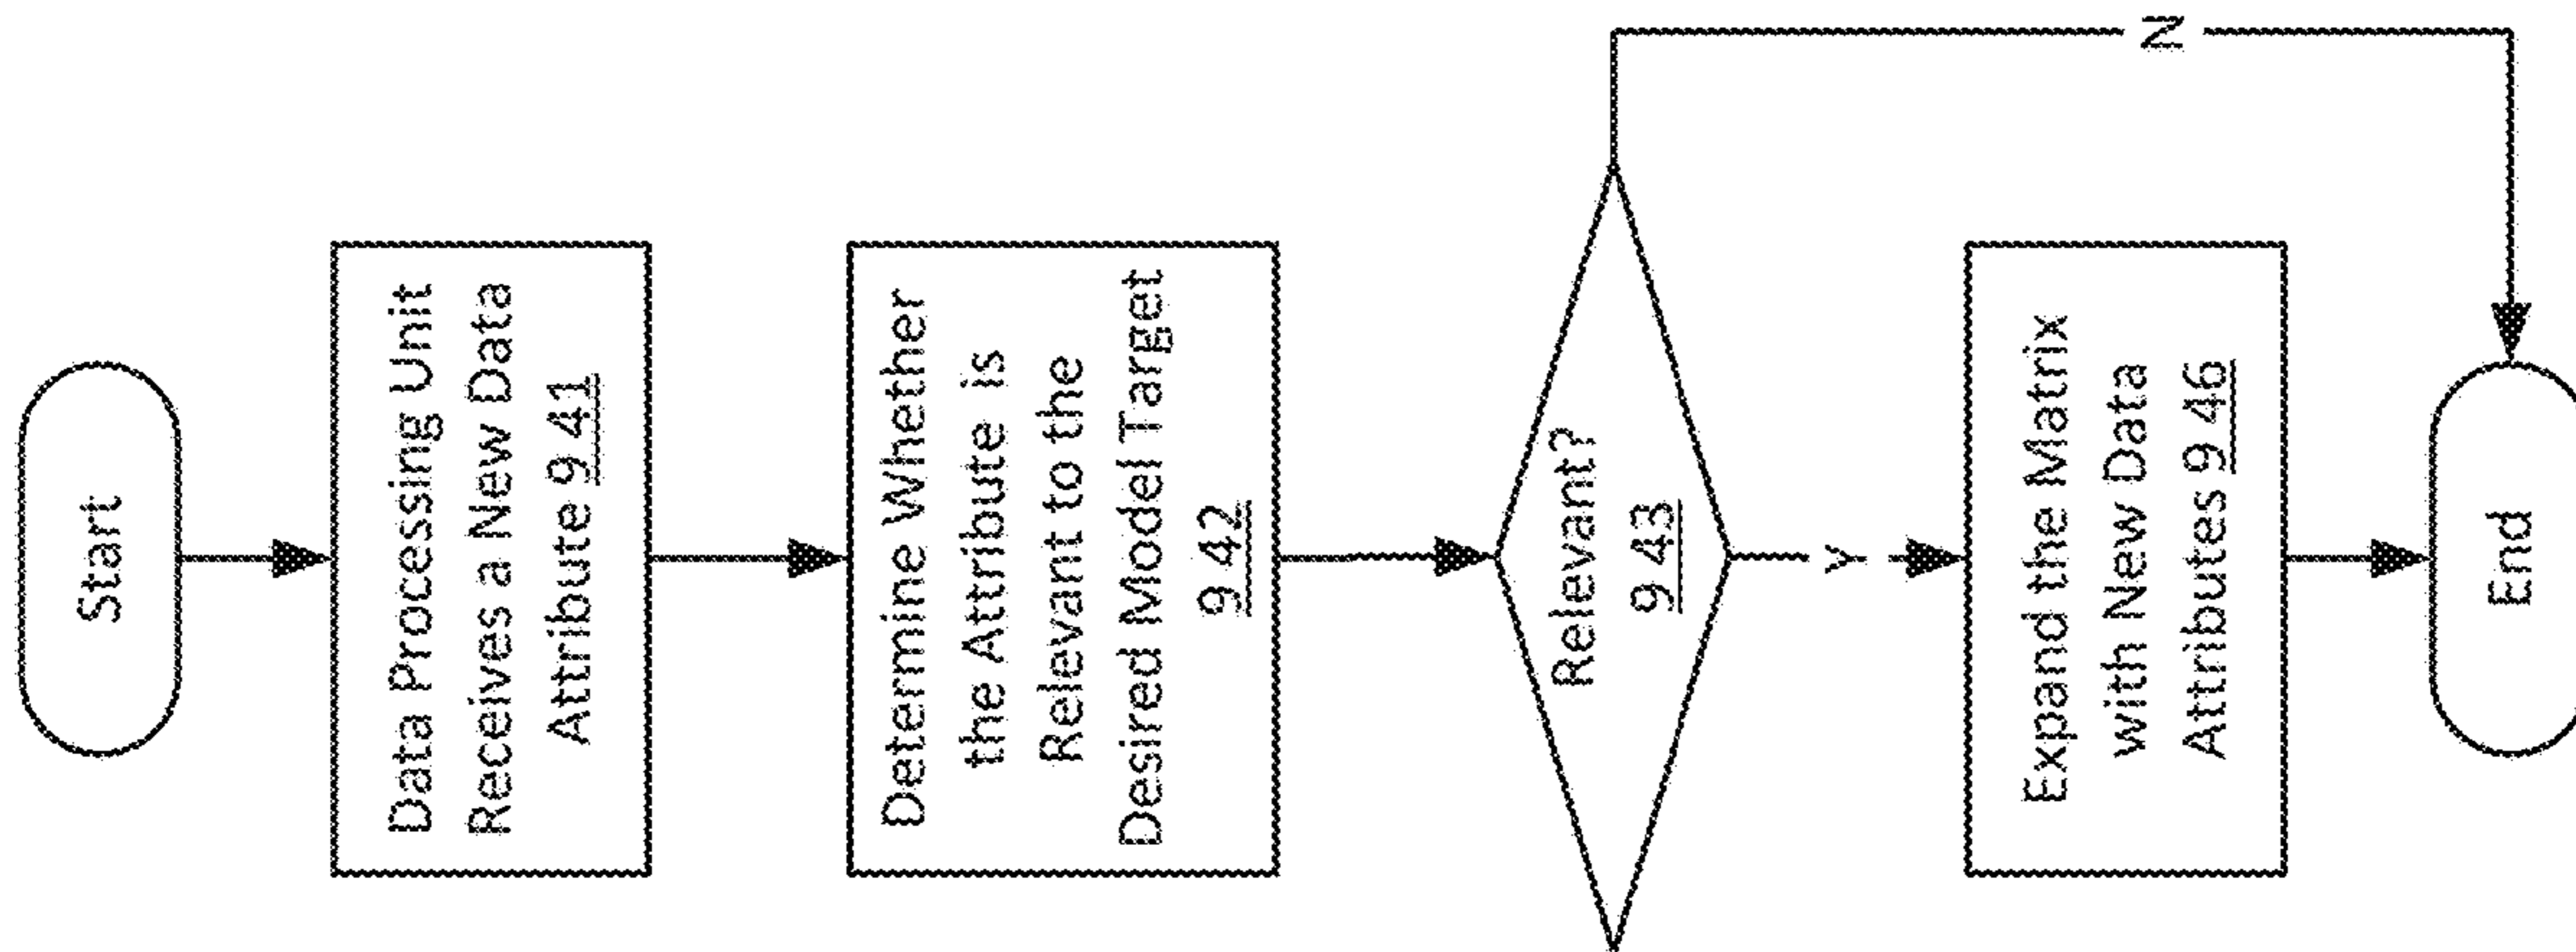 Start
Data Processing Unit
Receives a New Data
Attribute 9 41
Determine Whether
the Attribute is
Relevant to the
Desired Model Target
9 42
Relevant?
9 43
Y
N
Expand the Matrix
with New Data
Attributes 9 46
End